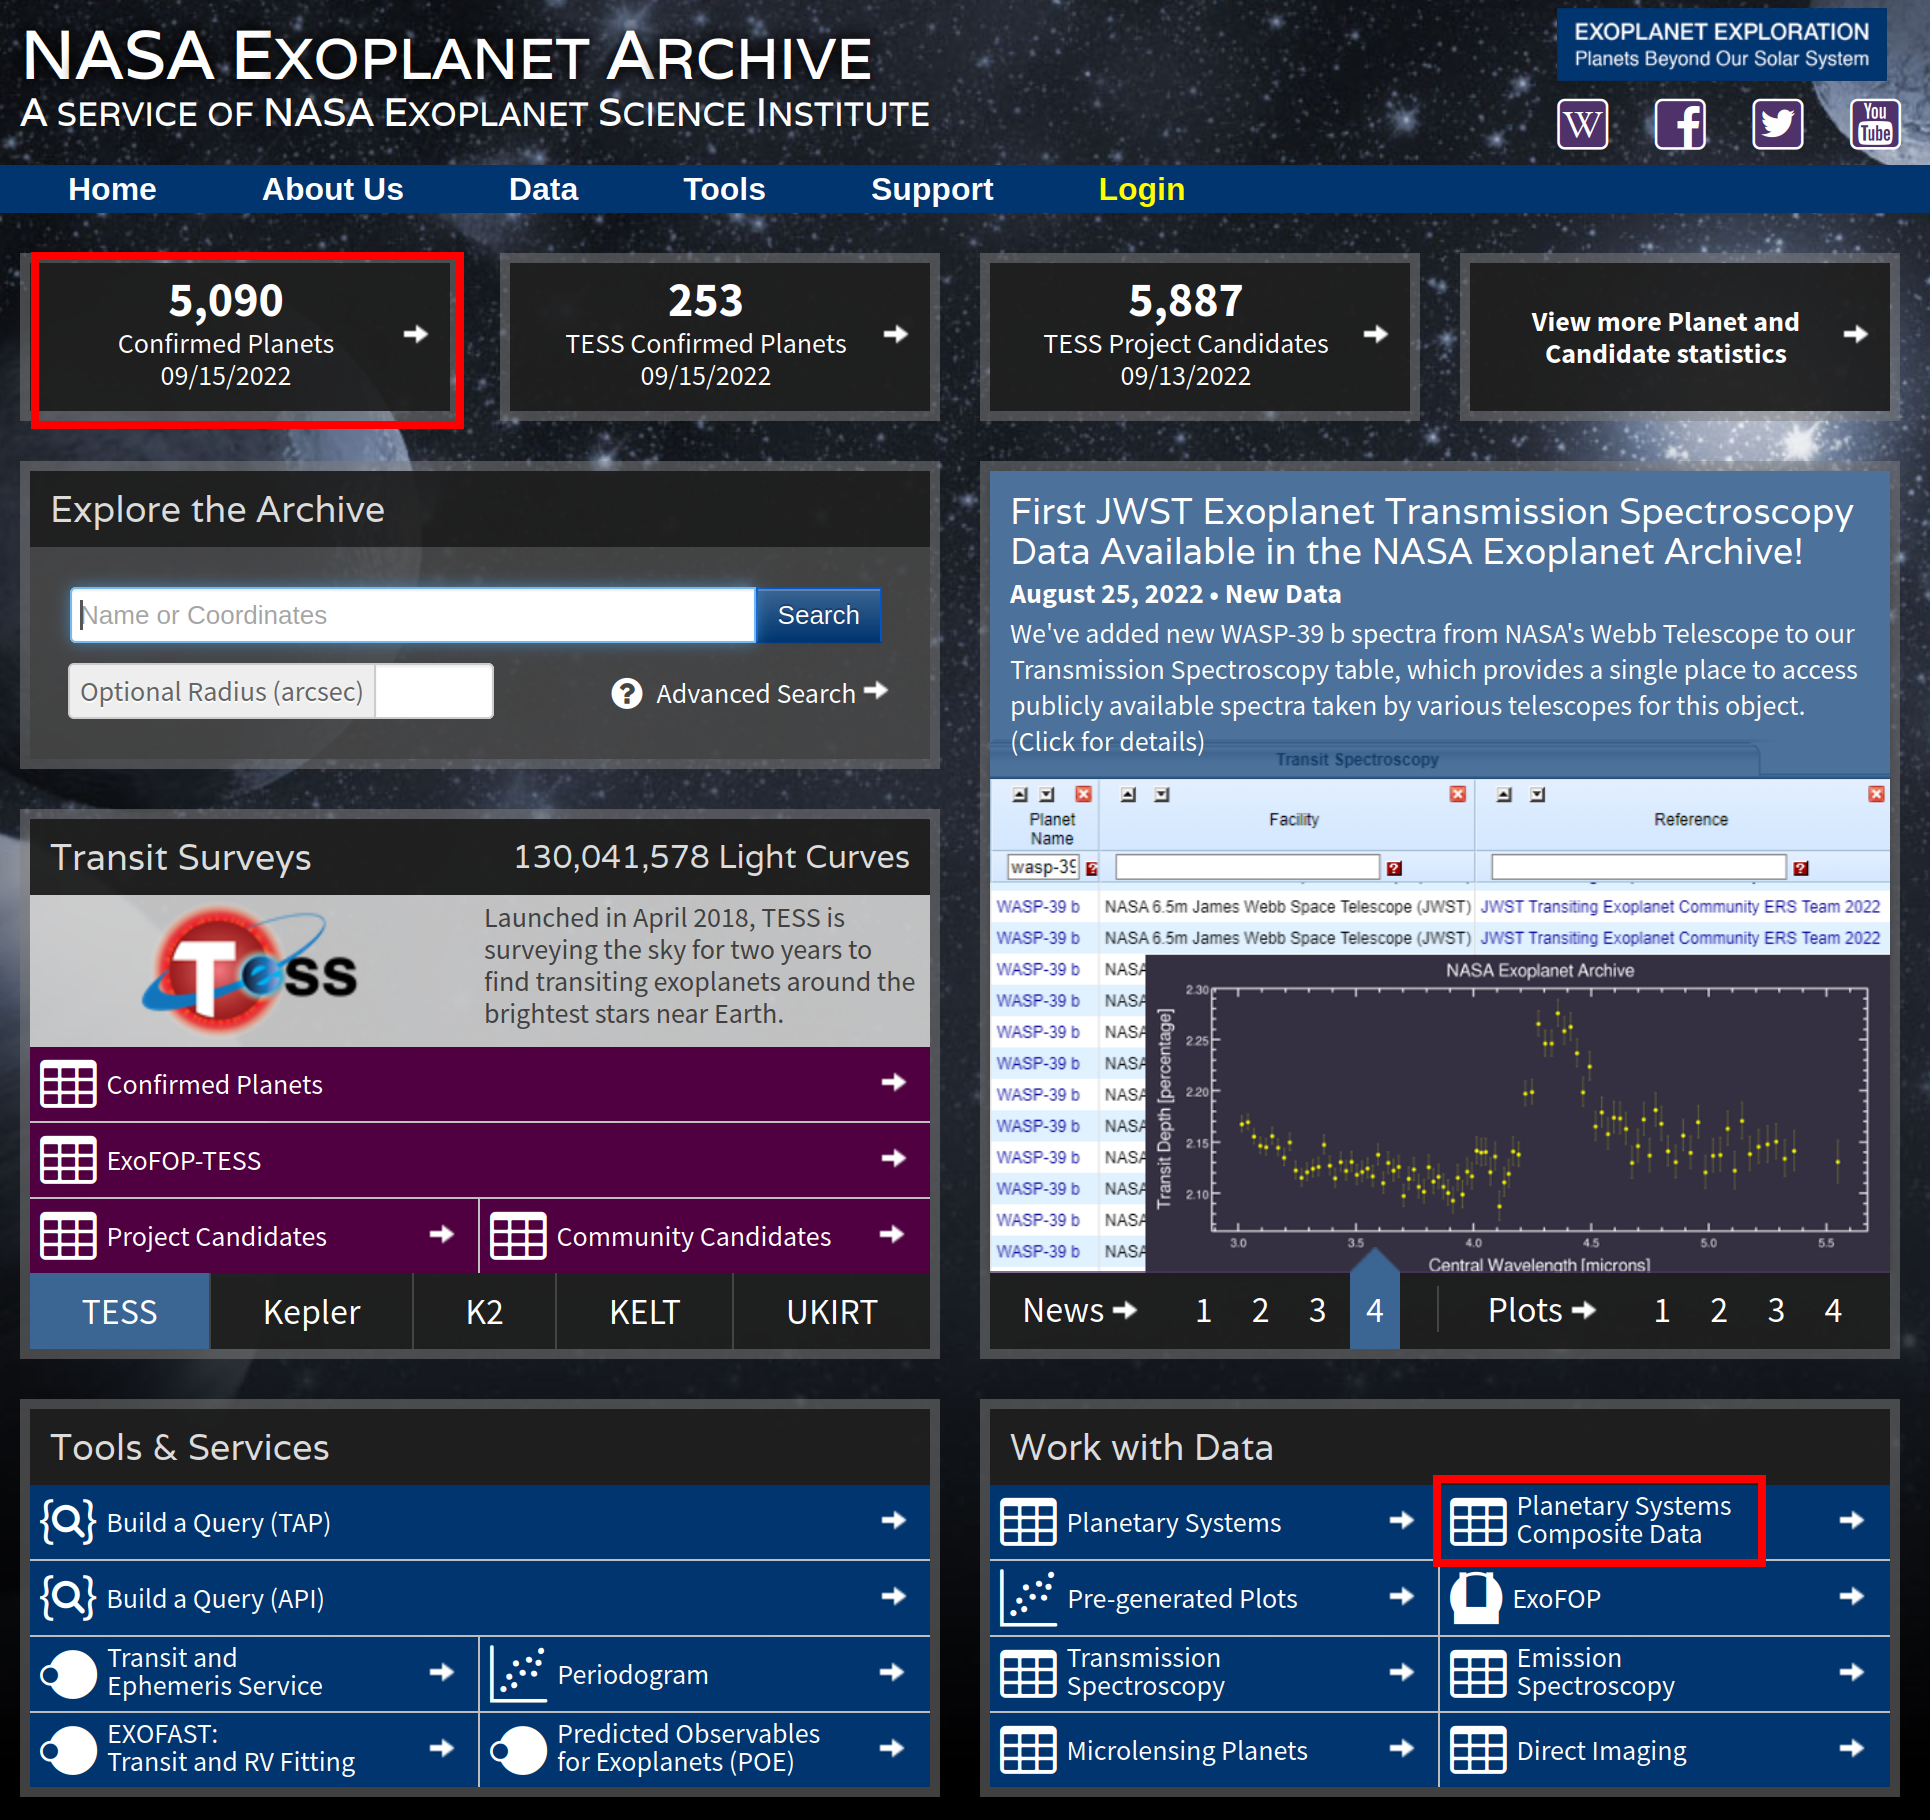 NASA EXOPLANET ARCHIVE
A SERVICE OF NASA EXOPLANET SCIENCE INSTITUTE
EXOPLANET EXPLORATION
Planets Beyond Our Solar System
W
You
Tube
Home About Us Data Tools Support Login
5,090
Confirmed Planets
09/15/2022
253
TESS Confirmed Planets
09/15/2022
5,887
TESS Project Candidates
09/13/2022
View more Planet and
Candidate statistics
Explore the Archive
Name or Coordinates
Search
Optional Radius (arcsec)
? Advanced Search
First JWST Exoplanet Transmission Spectroscopy
Data Available in the NASA Exoplanet Archive!
August 25, 2022 • New Data
We've added new WASP-39 b spectra from NASA's Webb Telescope to our
Transmission Spectroscopy table, which provides a single place to access
publicly available spectra taken by various telescopes for this object.
(Click for details)
Transit Spectroscopy
Planet
Name
Facility
Reference
wasp-39
WASP-39 b NASA 6.5m James Webb Space Telescope (JWST) JWST Transiting Exoplanet Community ERS Team 2022
WASP-39 b NASA 6.5m James Webb Space Telescope (JWST) JWST Transiting Exoplanet Community ERS Team 2022
WASP-39 b NASA
WASP-39 b NASA
WASP-39 b NASA
WASP-39 b NASA
WASP-39 b NASA
WASP-39 b NASA
WASP-39 b NASA
WASP-39 b NASA
WASP-39 b NASA
WASP-39 b NASA
NASA Exoplanet Archive
Transit Depth [percentage]
2.30
2.25
2.20
2.15
2.10
3.0 3.5 4.0 4.5 5.0 5.5
Central Wavelength [microns]
News 1 2 3 4 Plots 1 2 3 4
Transit Surveys
130,041,578 Light Curves
Tess
Launched in April 2018, TESS is
surveying the sky for two years to
find transiting exoplanets around the
brightest stars near Earth.
Confirmed Planets
ExoFOP-TESS
Project Candidates
Community Candidates
TESS Kepler K2 KELT UKIRT
Tools & Services
Build a Query (TAP)
Build a Query (API)
Transit and
Ephemeris Service
Periodogram
EXOFAST:
Transit and RV Fitting
Predicted Observables
for Exoplanets (POE)
Work with Data
Planetary Systems
Planetary Systems
Composite Data
Pre-generated Plots
ExoFOP
Transmission
Spectroscopy
Emission
Spectroscopy
Microlensing Planets
Direct Imaging